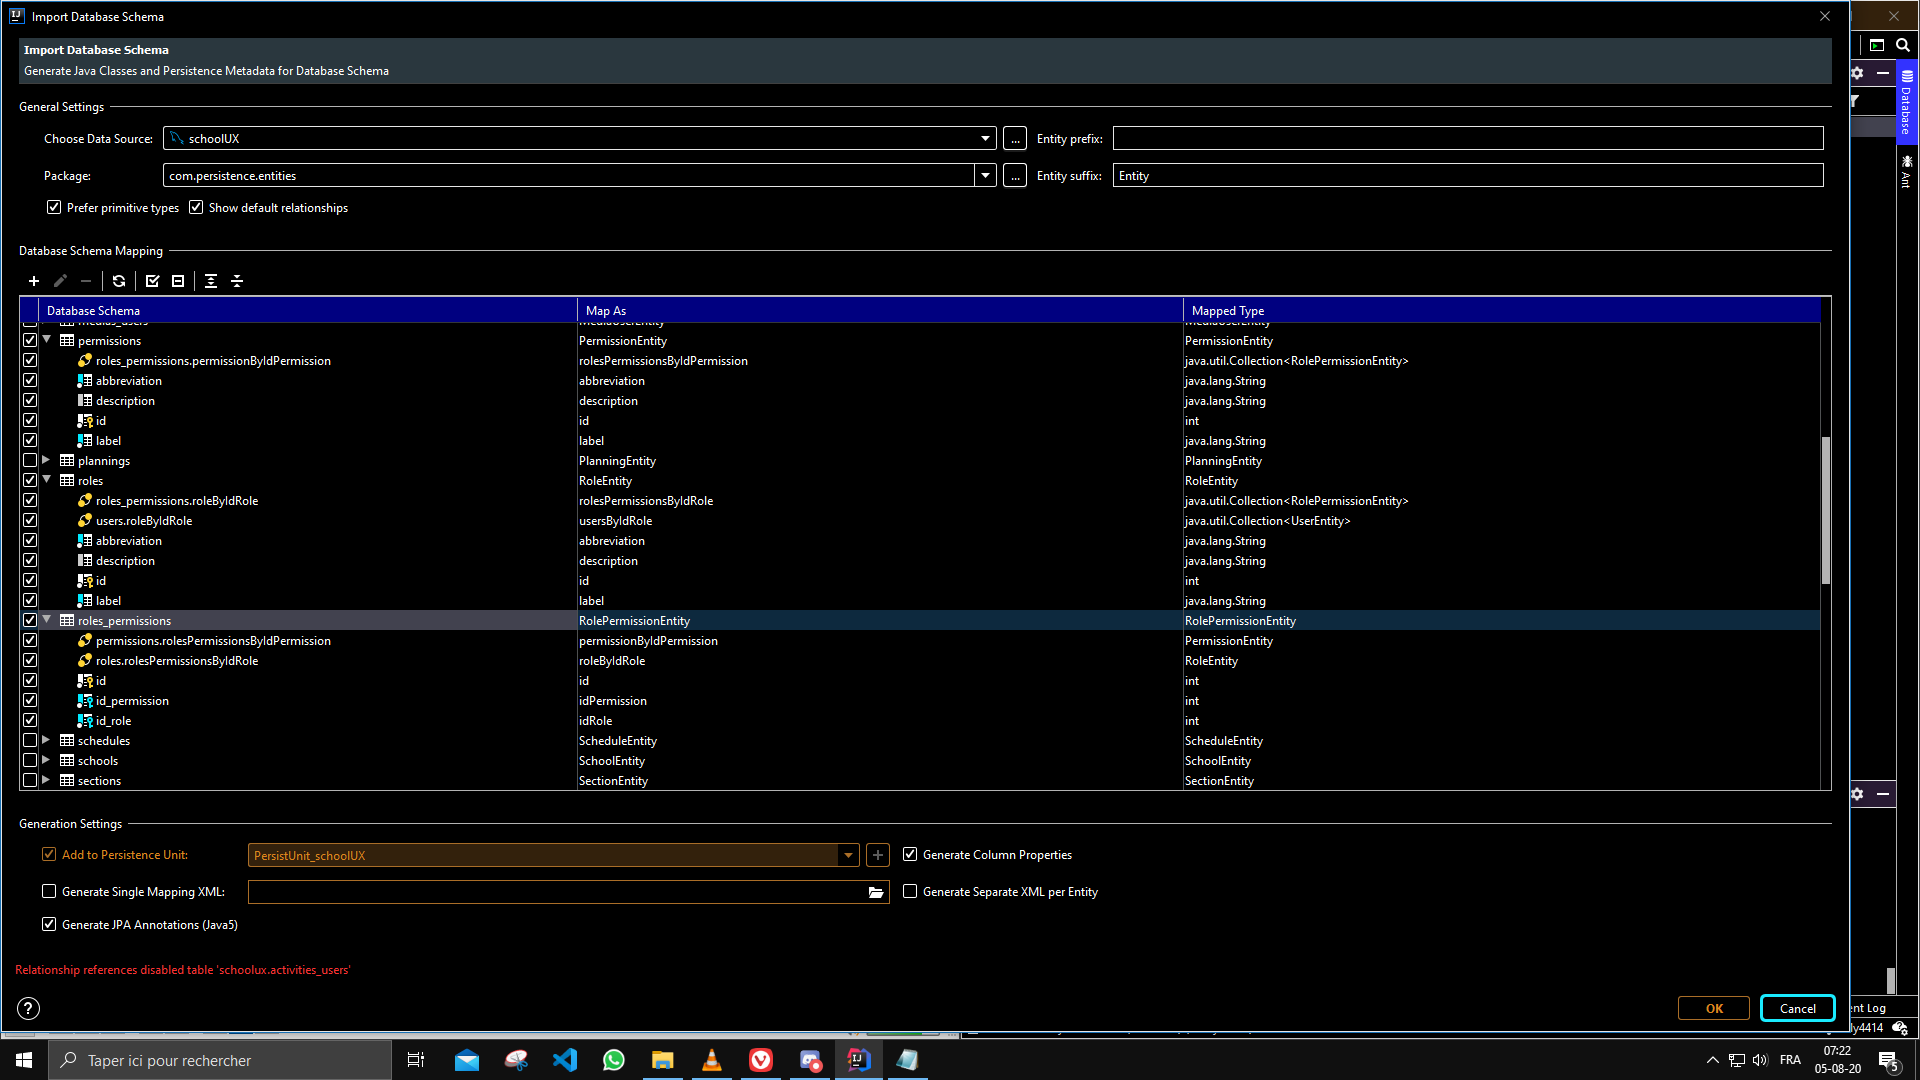 Import Database Schema
Import Database Schema
Generate Java Classes and Persistence Metadata for Database Schema
General Settings
Choose Data Source: schoolUX ... Entity prefix:
Package: com.persistence.entities ... Entity suffix: Entity
Prefer primitive types Show default relationships
Database Schema Mapping
Database Schema Map As Mapped Type
medias_users MediaUserEntity MediaUserEntity
permissions PermissionEntity PermissionEntity
roles_permissions.permissionByIdPermission rolesPermissionsByIdPermission java.util.Collection<RolePermissionEntity>
abbreviation abbreviation java.lang.String
description description java.lang.String
id id int
label label java.lang.String
plannings PlanningEntity PlanningEntity
roles RoleEntity RoleEntity
roles_permissions.roleByIdRole rolesPermissionsByIdRole java.util.Collection<RolePermissionEntity>
users.roleByIdRole usersByIdRole java.util.Collection<UserEntity>
abbreviation abbreviation java.lang.String
description description java.lang.String
id id int
label label java.lang.String
roles_permissions RolePermissionEntity RolePermissionEntity
permissions.rolesPermissionsByIdPermission permissionByIdPermission PermissionEntity
roles.rolesPermissionsByIdRole roleByIdRole RoleEntity
id id int
id_permission idPermission int
id_role idRole int
schedules ScheduleEntity ScheduleEntity
schools SchoolEntity SchoolEntity
sections SectionEntity SectionEntity
Generation Settings
Add to Persistence Unit: PersistUnit_schoolUX Generate Column Properties
Generate Single Mapping XML: Generate Separate XML per Entity
Generate JPA Annotations (Java5)
Relationship references disabled table 'schoolux.activities_users'
? OK Cancel
Database
Ant
ent Log
ly4414
Taper ici pour rechercher
FRA
07:22
05-08-20
5